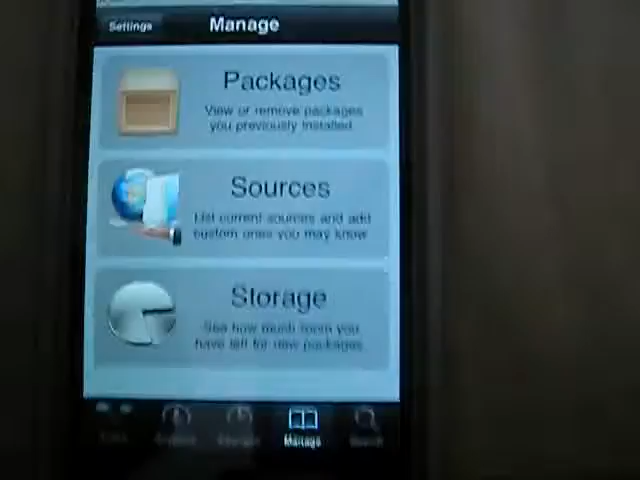 Settings
Manage
Packages
View or remove packages
you previously installed.
Sources
List current sources and add
custom ones you may know.
Storage
See how much room you
have left for new packages.
Manage
Search